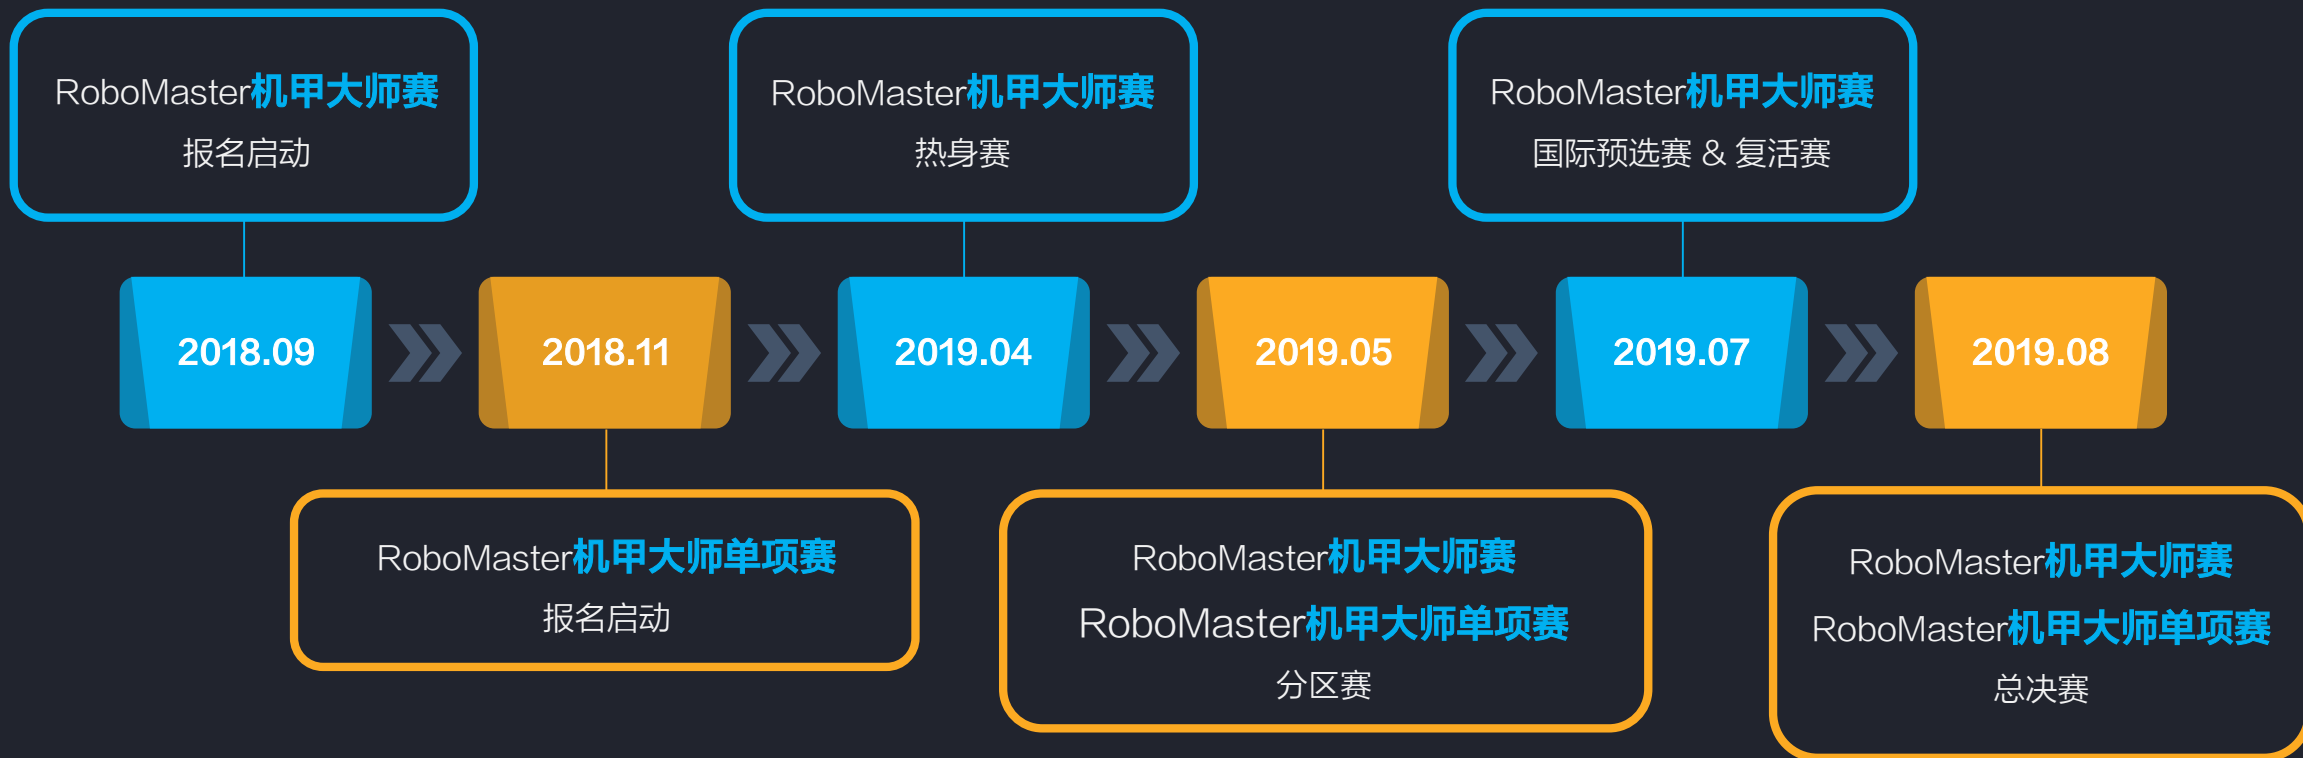 RoboMaster机甲大师赛
报名启动
RoboMaster机甲大师赛
热身赛
RoboMaster机甲大师赛
国际预选赛 & 复活赛
2018.09
2018.11
2019.04
2019.05
2019.07
2019.08
RoboMaster机甲大师单项赛
报名启动
RoboMaster机甲大师赛
RoboMaster机甲大师单项赛
分区赛
RoboMaster机甲大师赛
RoboMaster机甲大师单项赛
总决赛